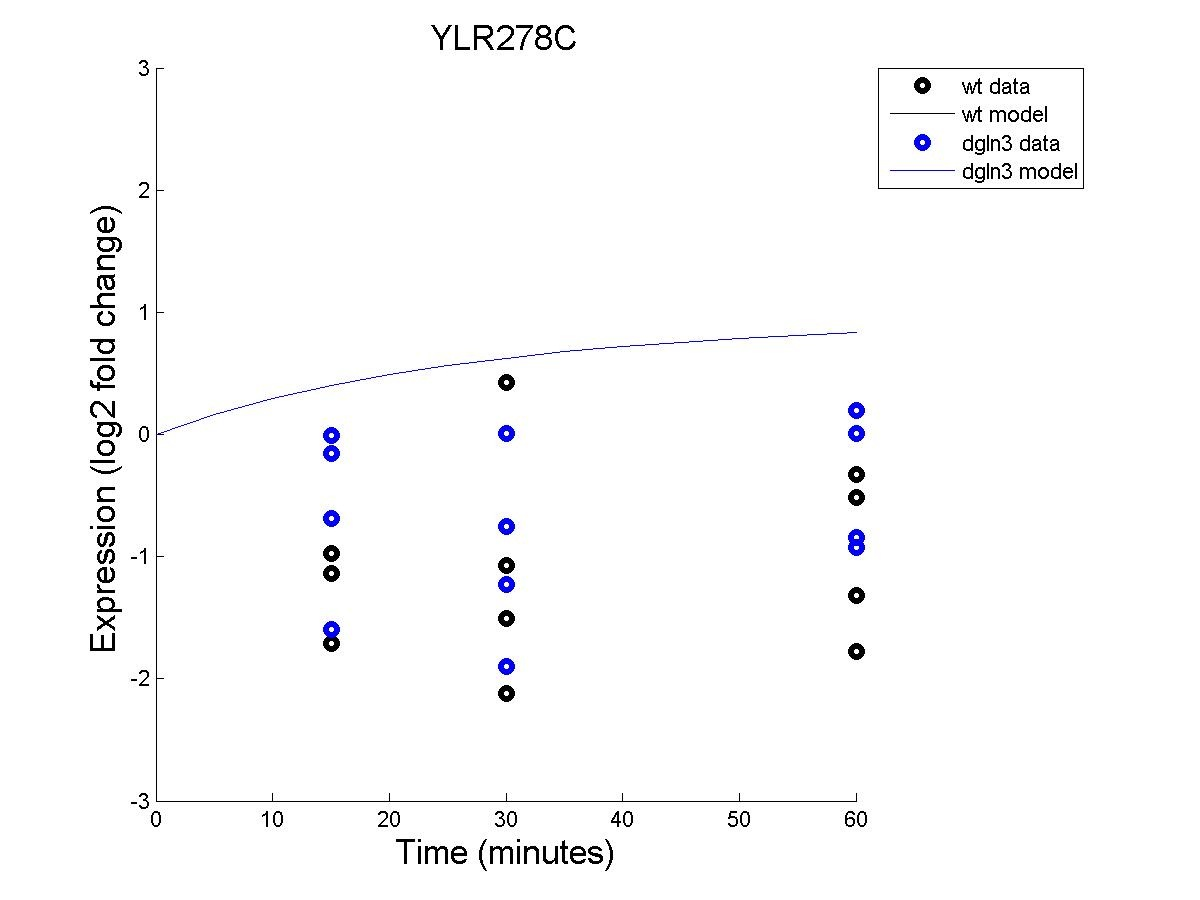 YLR278C
3
2
1
0
-1
-2
-3
0 10 20 30 40 50 60
Expression (log2 fold change)
Time (minutes)
wt data
wt model
dgln3 data
dgln3 model